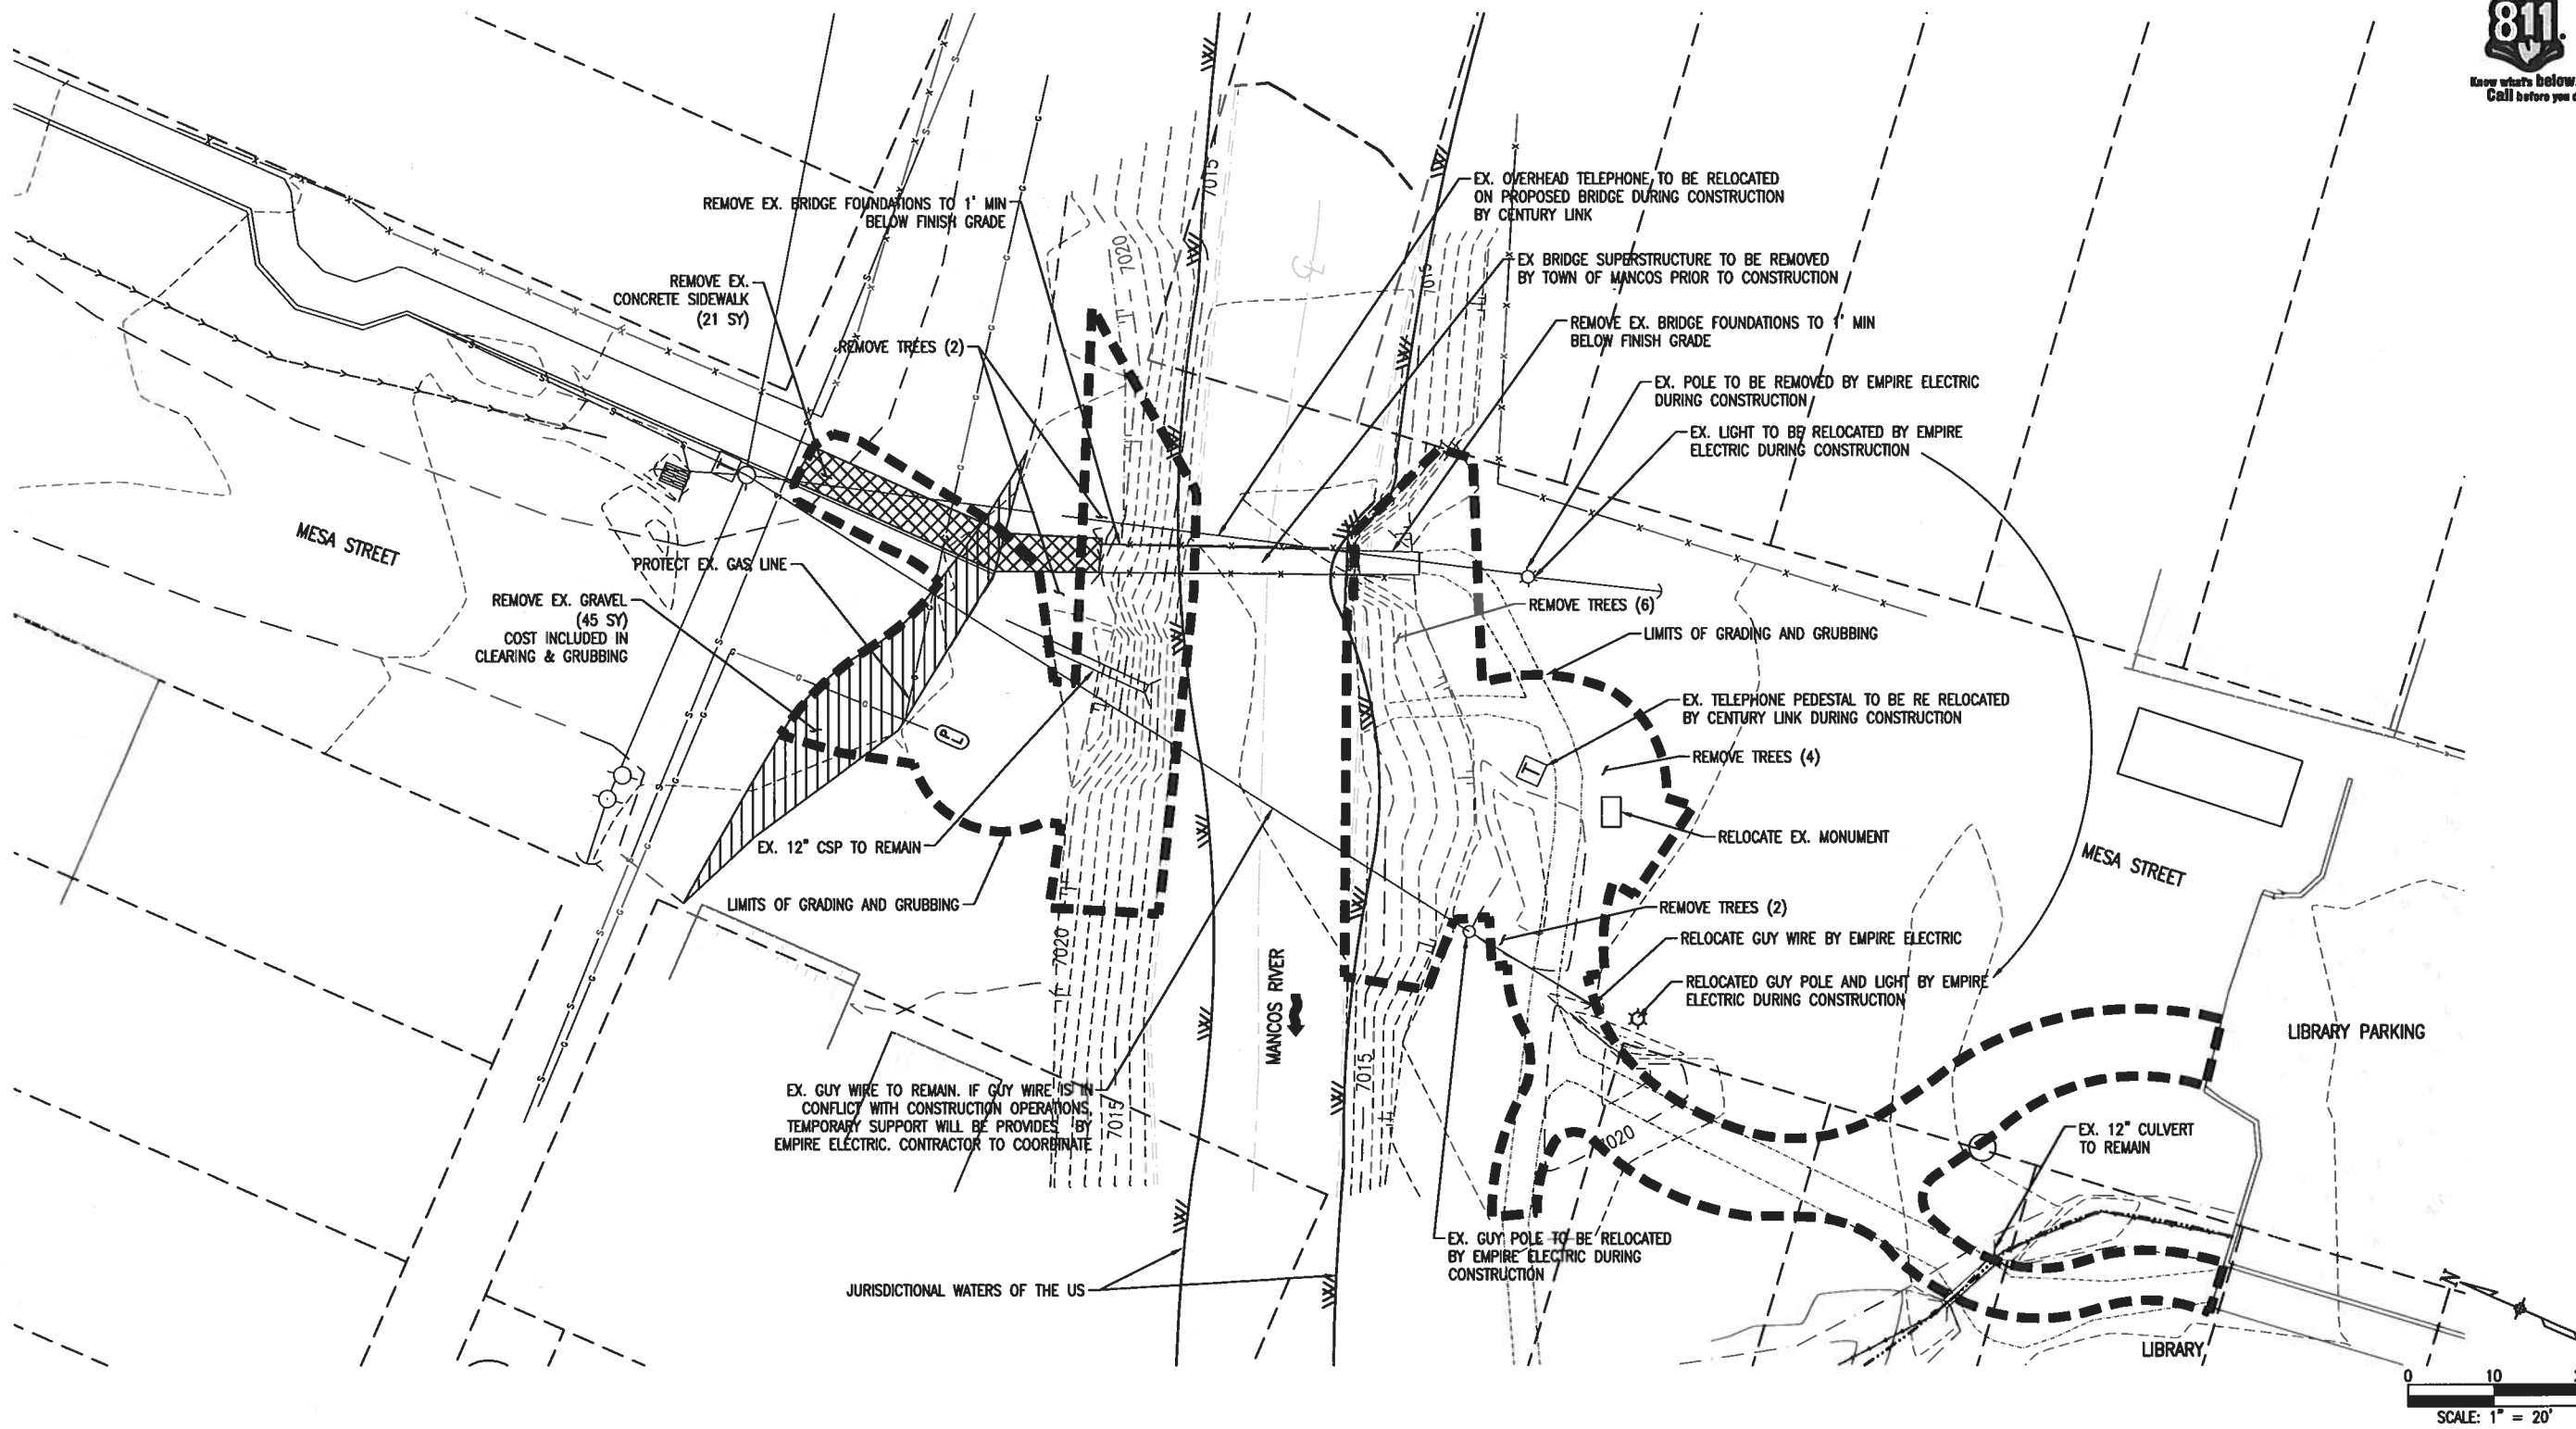 811.
Know what's below.
Call before you
REMOVE EX. BRIDGE FOUNDATIONS TO 1' MIN
BELOW FINISH GRADE
REMOVE EX.
CONCRETE SIDEWALK
(21 SY)
REMOVE TREES (2)
MESA STREET
PROTECT EX. GAS LINE
REMOVE EX. GRAVEL
(45 SY)
COST INCLUDED IN
CLEARING & GRUBBING
EX. 12" CSP TO REMAIN
LIMITS OF GRADING AND GRUBBING
EX. GUY WIRE TO REMAIN. IF GUY WIRE IS IN
CONFLICT WITH CONSTRUCTION OPERATIONS,
TEMPORARY SUPPORT WILL BE PROVIDES BY
EMPIRE ELECTRIC. CONTRACTOR TO COORDINATE
JURISDICTIONAL WATERS OF THE US
7015
7020
7020
7015
MANCOS RIVER
7015
7015
7020
EX. OVERHEAD TELEPHONE TO BE RELOCATED
ON PROPOSED BRIDGE DURING CONSTRUCTION
BY CENTURY LINK
EX BRIDGE SUPERSTRUCTURE TO BE REMOVED
BY TOWN OF MANCOS PRIOR TO CONSTRUCTION
REMOVE EX. BRIDGE FOUNDATIONS TO 1' MIN
BELOW FINISH GRADE
EX. POLE TO BE REMOVED BY EMPIRE ELECTRIC
DURING CONSTRUCTION
EX. LIGHT TO BE RELOCATED BY EMPIRE
ELECTRIC DURING CONSTRUCTION
REMOVE TREES (6)
LIMITS OF GRADING AND GRUBBING
EX. TELEPHONE PEDESTAL TO BE RE RELOCATED
BY CENTURY LINK DURING CONSTRUCTION
T
REMOVE TREES (4)
RELOCATE EX. MONUMENT
REMOVE TREES (2)
RELOCATE GUY WIRE BY EMPIRE ELECTRIC
RELOCATED GUY POLE AND LIGHT BY EMPIRE
ELECTRIC DURING CONSTRUCTION
EX. GUY POLE TO BE RELOCATED
BY EMPIRE ELECTRIC DURING
CONSTRUCTION
MESA STREET
LIBRARY PARKING
EX. 12" CULVERT
TO REMAIN
LIBRARY
N
0 10
SCALE: 1" = 20'